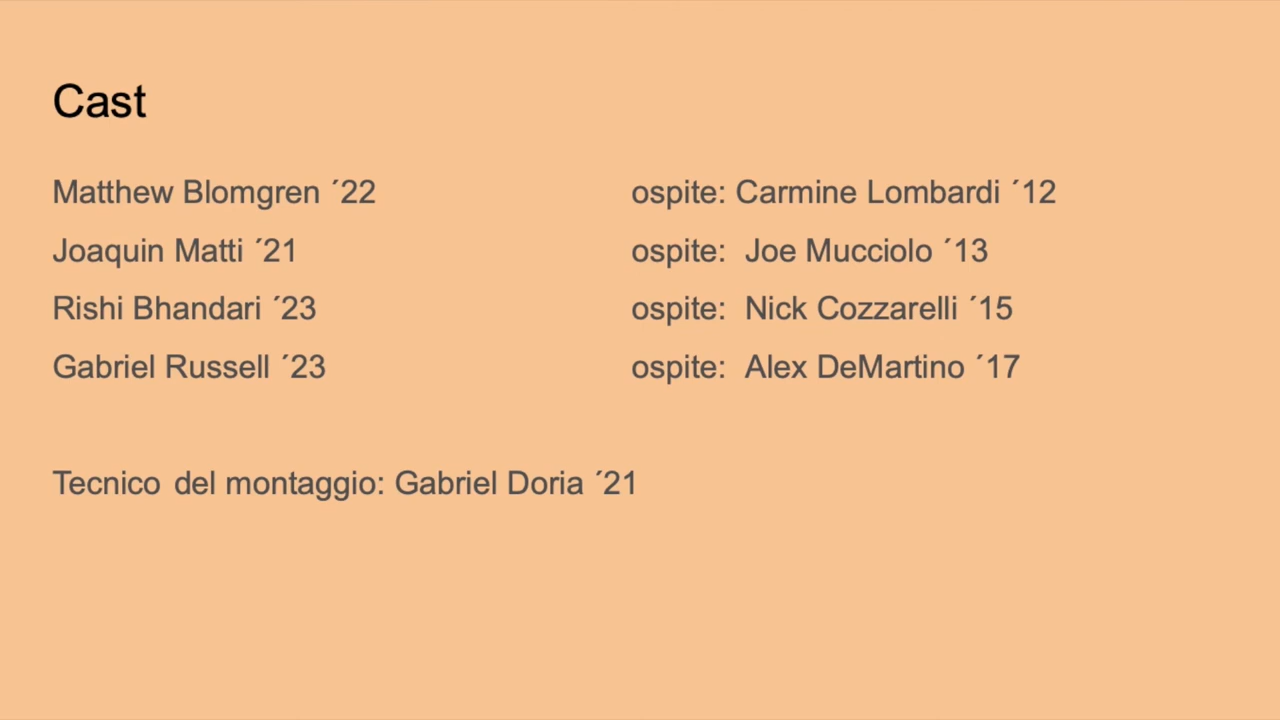 Cast
Matthew Blomgren ´22
Joaquin Matti ´21
Rishi Bhandari ´23
Gabriel Russell ´23
Tecnico del montaggio: Gabriel Doria ´21
ospite: Carmine Lombardi ´12
ospite: Joe Mucciolo ´13
ospite: Nick Cozzarelli ´15
ospite: Alex DeMartino ´17